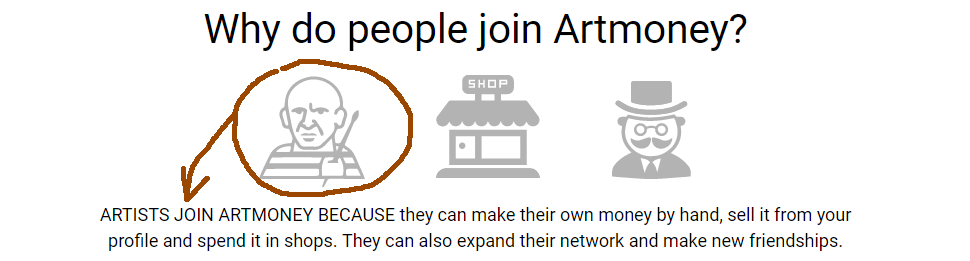 Why do people join Artmoney?
SHOP
ARTISTS JOIN ARTMONEY BECAUSE they can make their own money by hand, sell it from your
profile and spend it in shops. They can also expand their network and make new friendships.